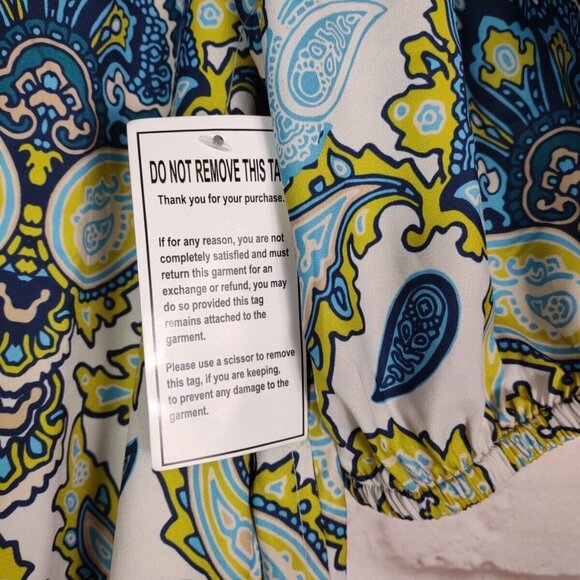 DO NOT REMOVE THIS TA
Thank you for your purchase.
If for any reason, you are not
completely satisfied and must
return this garment for an
exchange or refund, you may
do so provided this tag
remains attached to the
garment.
Please use a scissor to remove
this tag, if you are keeping,
to prevent any damage to the
garment.